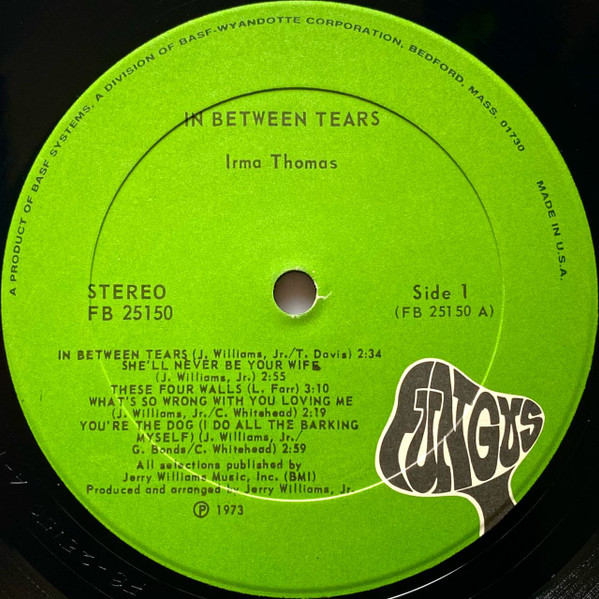 A PRODUCT OF BASF SYSTEMS, A DIVISION OF BASF-WYANDOTTE CORPORATION, BEDFORD, MASS. 01730
MADE IN U.S.A.
IN BETWEEN TEARS
Irma Thomas
STEREO
FB 25150
Side 1
(FB 25150 A)
IN BETWEEN TEARS (J. Williams, Jr./T. Davis) 2:34
SHE'LL NEVER BE YOUR WIFE
(J. Williams, Jr.) 2:55
THESE FOUR WALLS (L. Farr) 3:10
WHAT'S SO WRONG WITH YOU LOVING ME
(J. Williams, Jr./C. Whitehead) 2:19
YOU'RE THE DOG (I DO ALL THE BARKING
MYSELF) (J. Williams, Jr./
G. Bonds/C. Whitehead) 2:59
All selections published by
Jerry Williams Music, Inc. (BMI)
Produced and arranged by Jerry Williams, Jr.
℗ 1973
FUNGUS